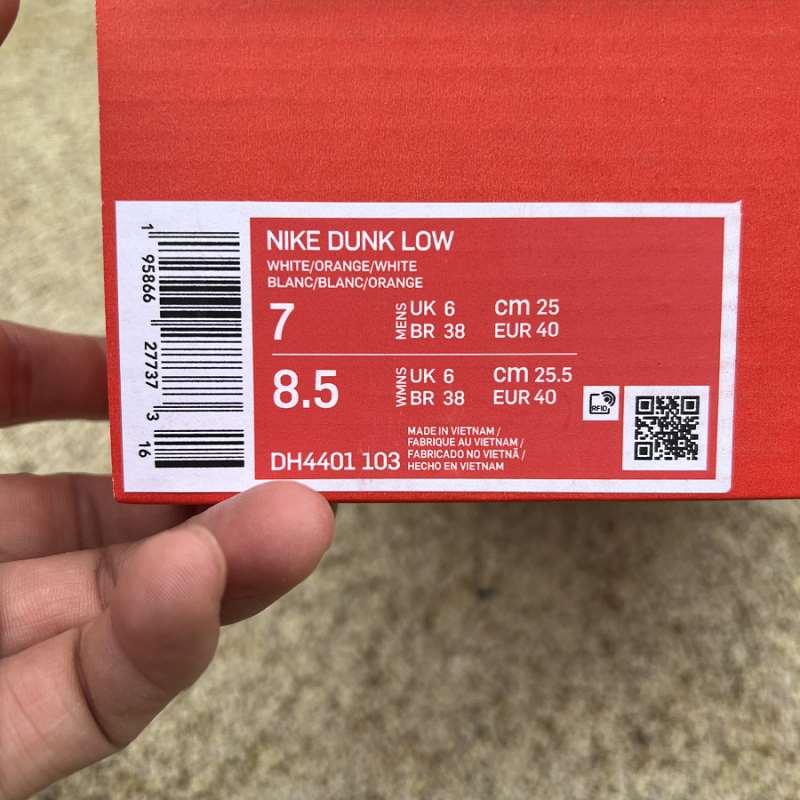 NIKE DUNK LOW
WHITE/ORANGE/WHITE
BLANC/BLANC/ORANGE
7 MENS UK 6 cm 25
BR 38 EUR 40
8.5 WMNS UK 6 cm 25.5
BR 38 EUR 40
DH4401 103
MADE IN VIETNAM /
FABRIQUE AU VIETNAM /
FABRICADO NO VIETNÃ /
HECHO EN VIETNAM
RFID
1 95866 27737 3 16